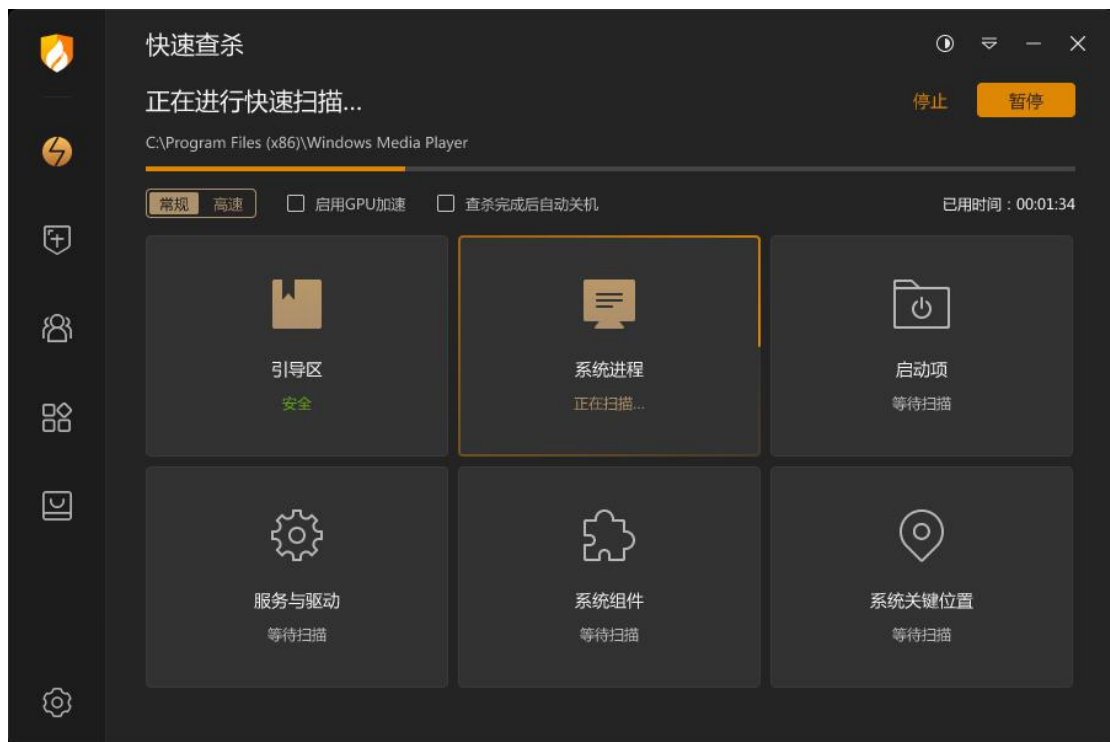 快速查杀
正在进行快速扫描...
停止 暂停
C:\Program Files (x86)\Windows Media Player
常规 高速 启用GPU加速 查杀完成后自动关机 已用时间：00:01:34
引导区 系统进程 启动项
安全 正在扫描... 等待扫描
服务与驱动 系统组件 系统关键位置
等待扫描 等待扫描 等待扫描